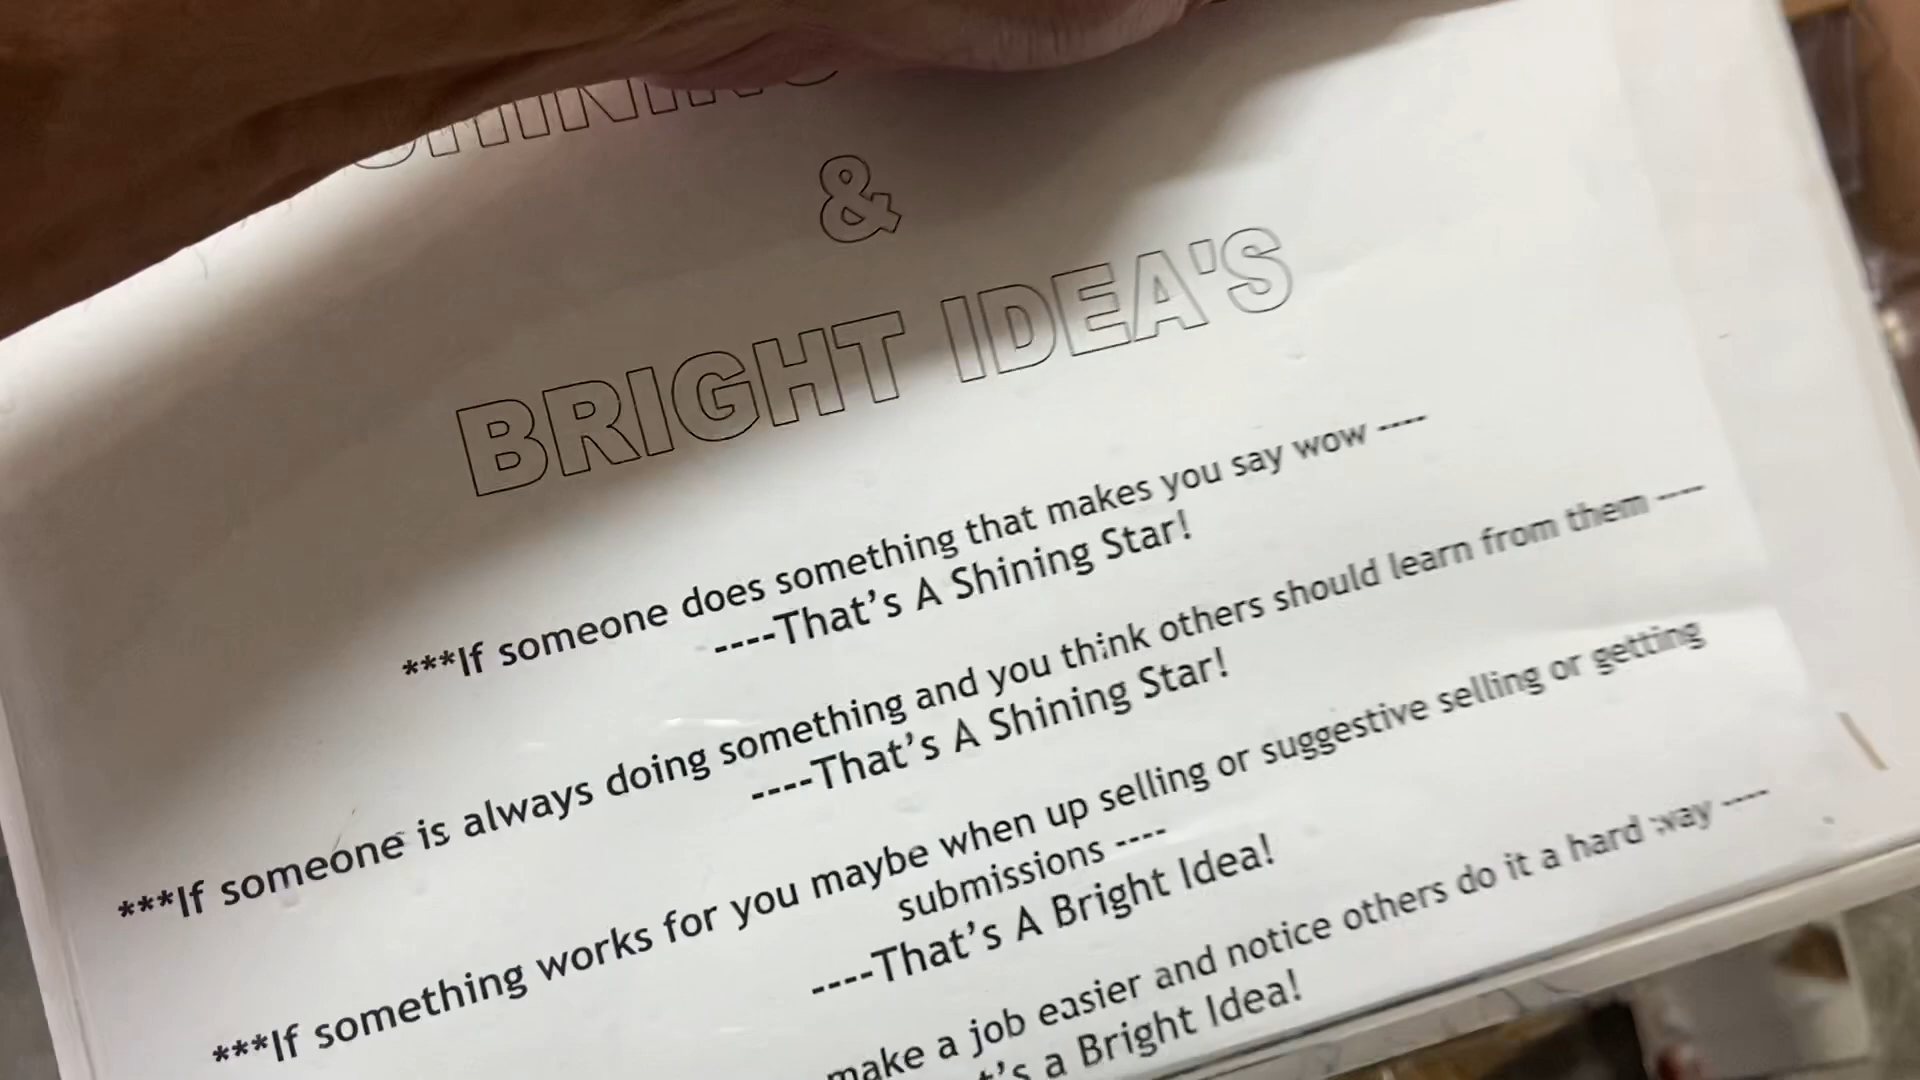 SHINING
&
BRIGHT IDEA'S
***If someone does something that makes you say wow ----
----That’s A Shining Star!
***If someone is always doing something and you think others should learn from them ----
----That’s A Shining Star!
***If something works for you maybe when up selling or suggestive selling or getting
submissions ----
----That’s A Bright Idea!
make a job easier and notice others do it a hard way ----
a Bright Idea!